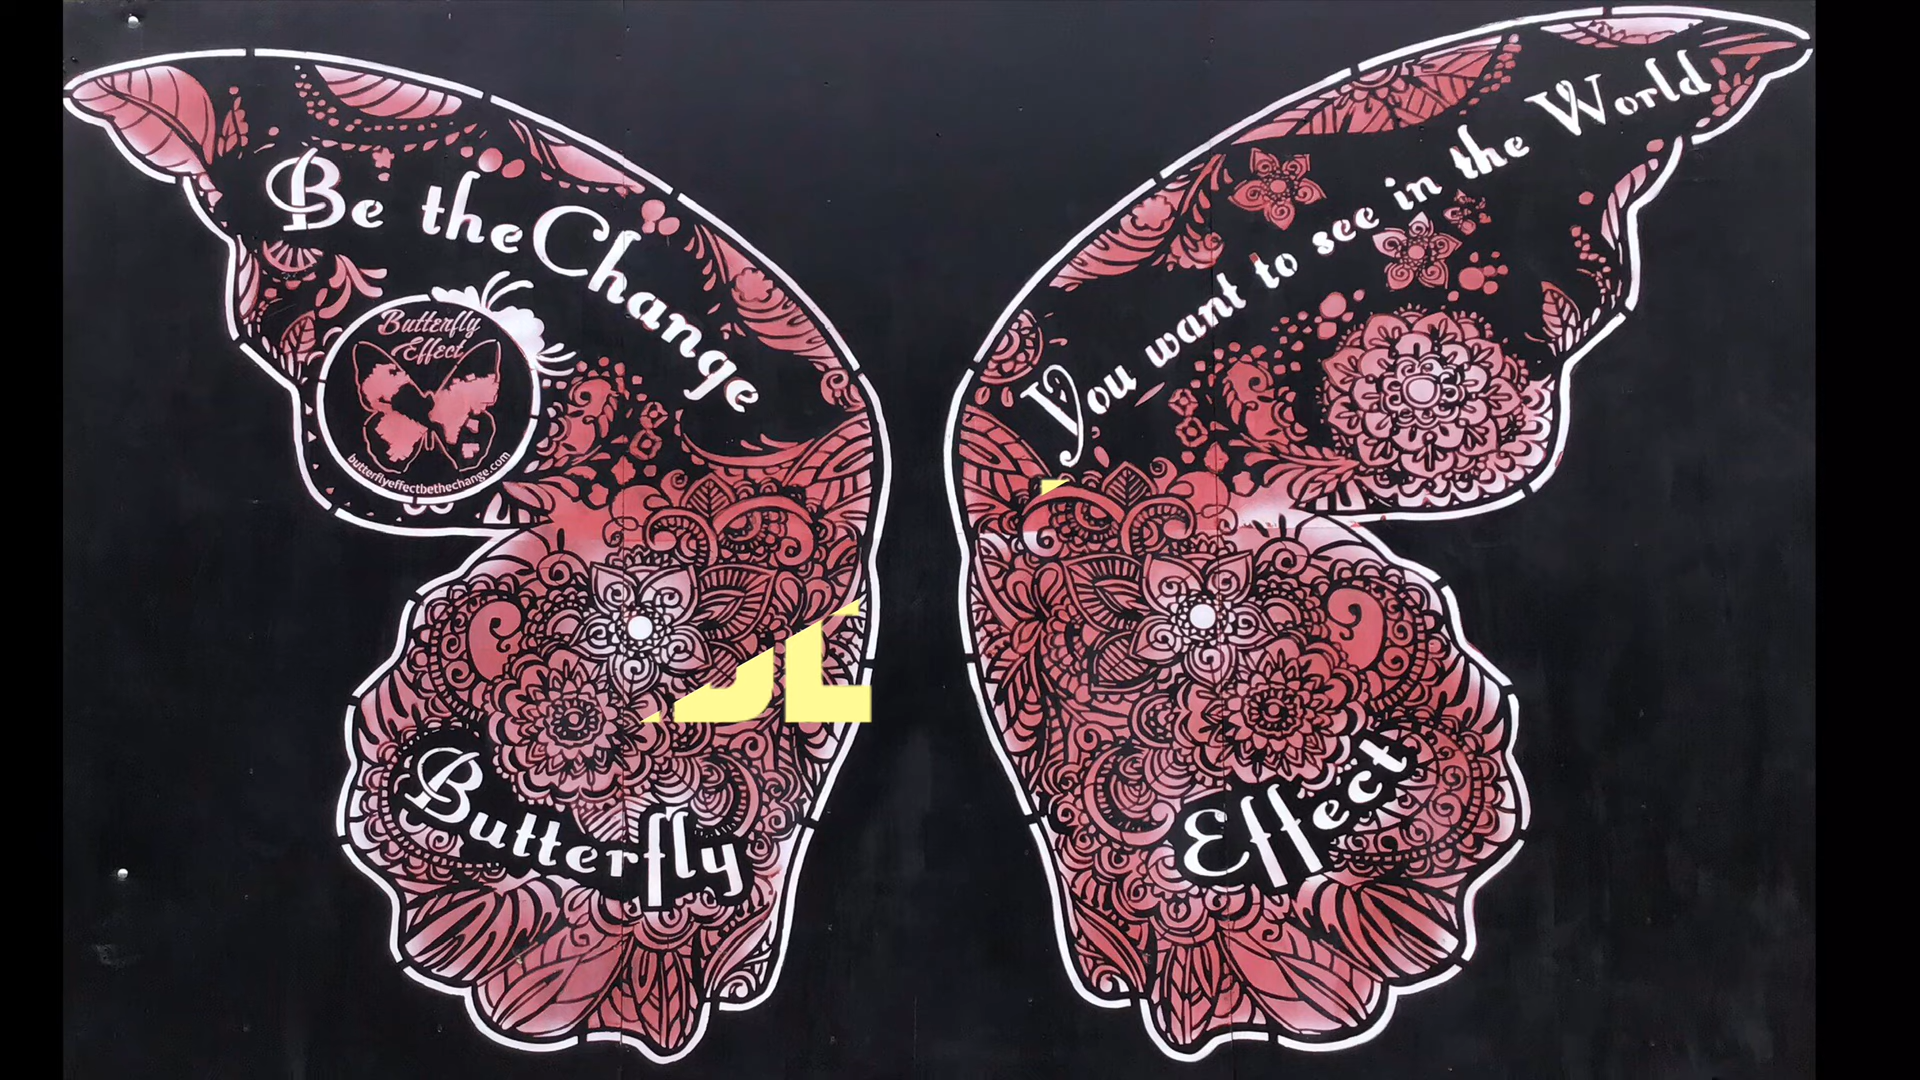 Be the Change
You want to see in the World
Butterfly
Effect
butterflyeffectbethechange.com
Butterfly
Effect